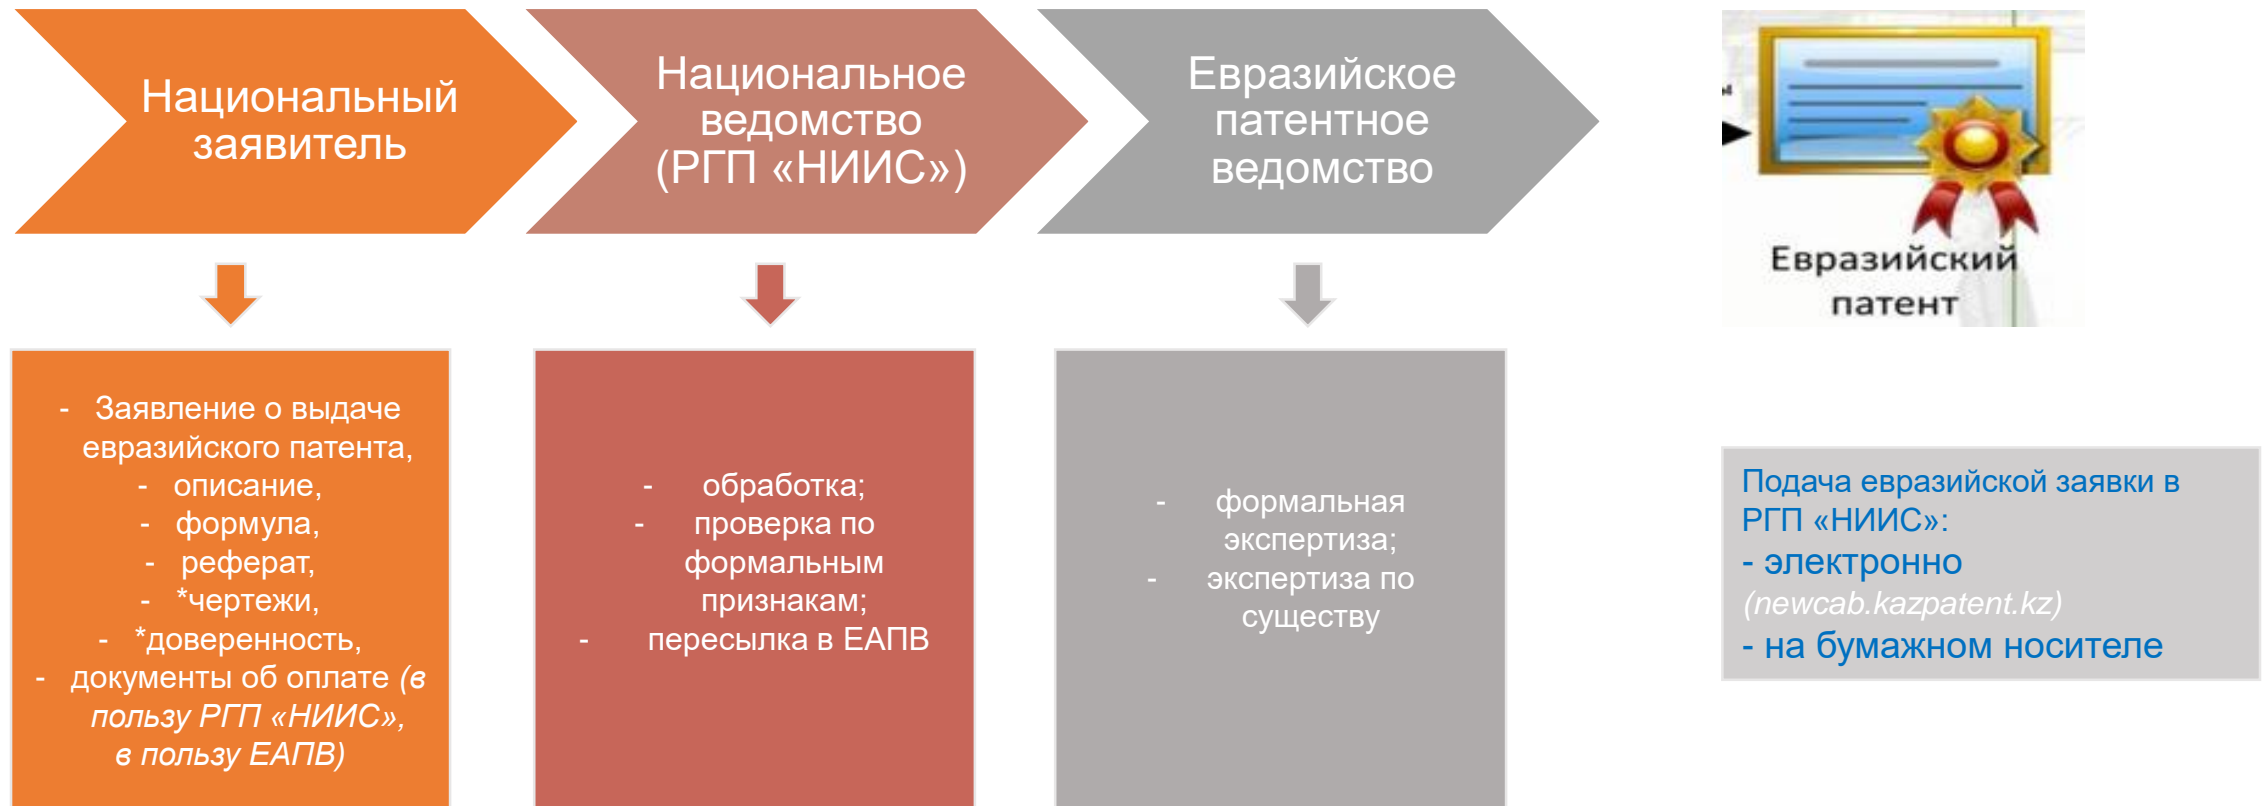 Национальный
заявитель
Национальное
ведомство
(РГП «НИИС»)
Евразийское
патентное
ведомство
Евразийский
патент
- Заявление о выдаче
евразийского патента,
- описание,
- формула,
- реферат,
- *чертежи,
- *доверенность,
- документы об оплате (в
пользу РГП «НИИС»,
в пользу ЕАПВ)
- обработка;
- проверка по
формальным
признакам;
- пересылка в ЕАПВ
- формальная
экспертиза;
- экспертиза по
существу
Подача евразийской заявки в
РГП «НИИС»:
- электронно
(newcab.kazpatent.kz)
- на бумажном носителе